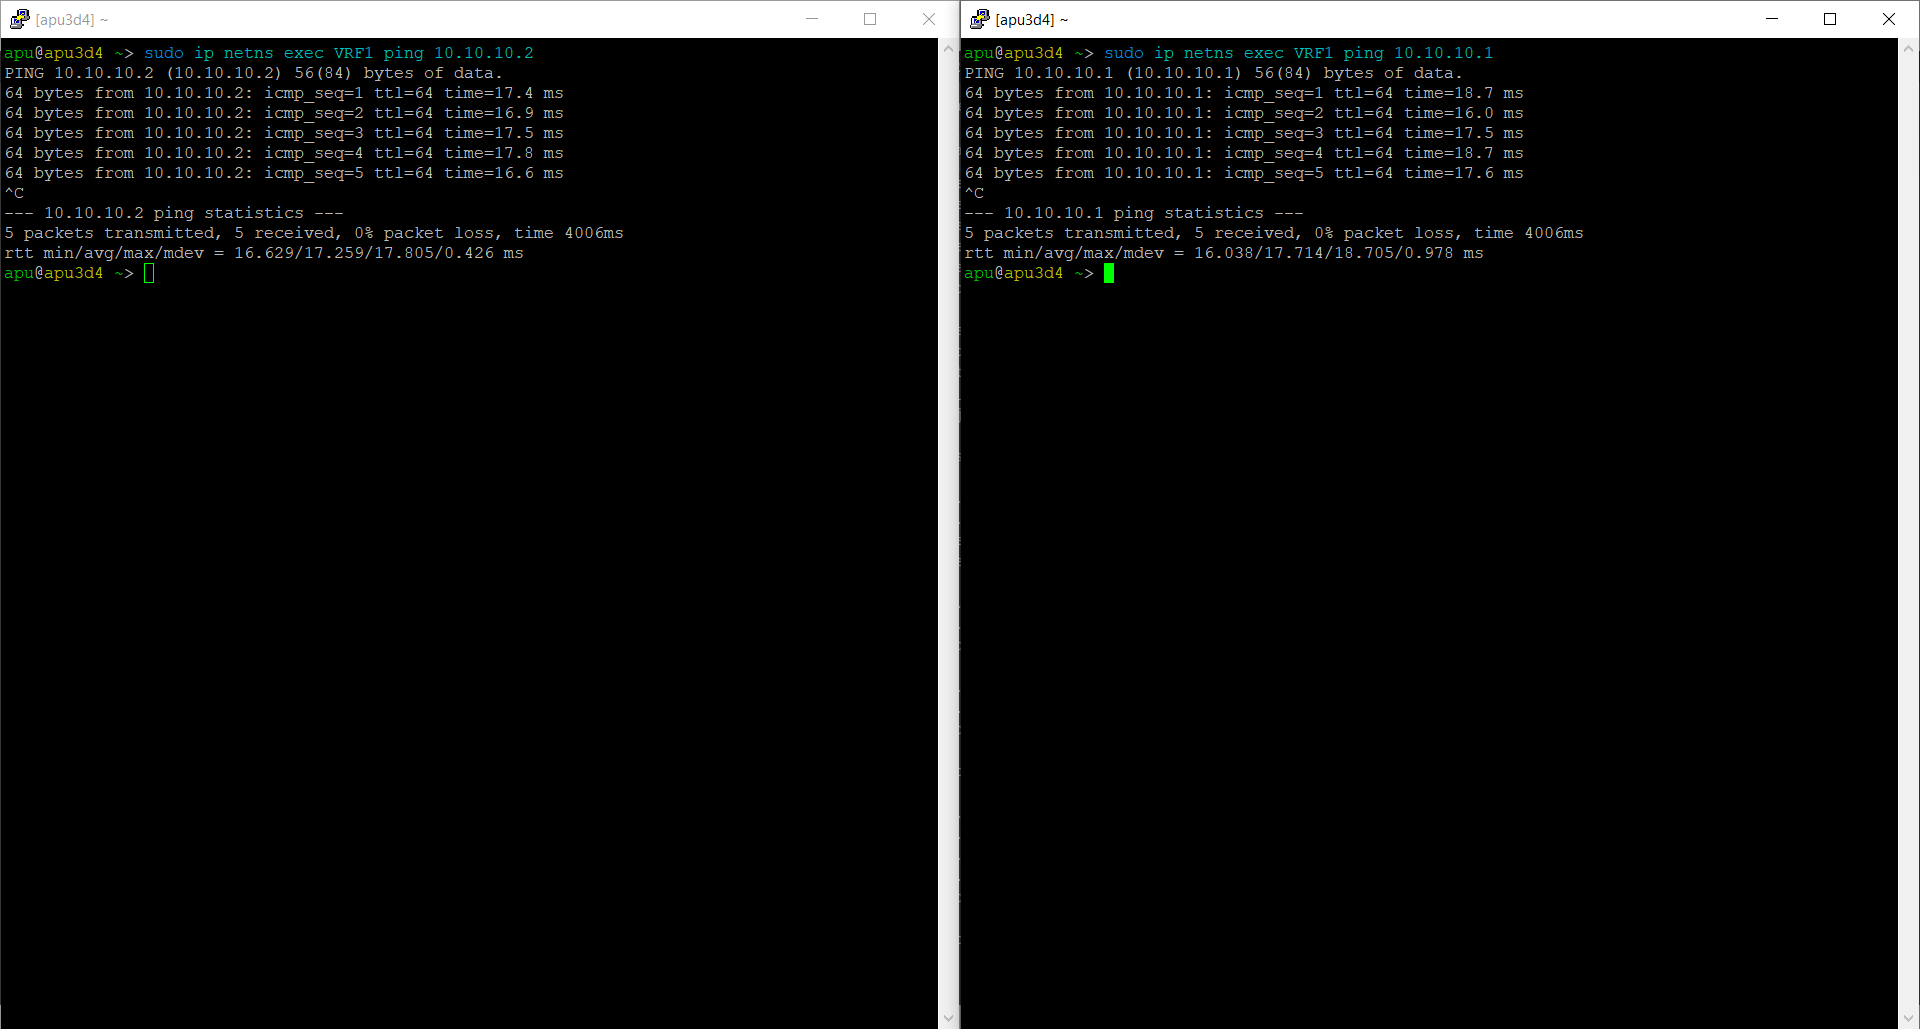 [apu3d4] ~
apu@apu3d4 ~> sudo ip netns exec VRF1 ping 10.10.10.2
PING 10.10.10.2 (10.10.10.2) 56(84) bytes of data.
64 bytes from 10.10.10.2: icmp_seq=1 ttl=64 time=17.4 ms
64 bytes from 10.10.10.2: icmp_seq=2 ttl=64 time=16.9 ms
64 bytes from 10.10.10.2: icmp_seq=3 ttl=64 time=17.5 ms
64 bytes from 10.10.10.2: icmp_seq=4 ttl=64 time=17.8 ms
64 bytes from 10.10.10.2: icmp_seq=5 ttl=64 time=16.6 ms
^C
--- 10.10.10.2 ping statistics ---
5 packets transmitted, 5 received, 0% packet loss, time 4006ms
rtt min/avg/max/mdev = 16.629/17.259/17.805/0.426 ms
apu@apu3d4 ~>
[apu3d4] ~
apu@apu3d4 ~> sudo ip netns exec VRF1 ping 10.10.10.1
PING 10.10.10.1 (10.10.10.1) 56(84) bytes of data.
64 bytes from 10.10.10.1: icmp_seq=1 ttl=64 time=18.7 ms
64 bytes from 10.10.10.1: icmp_seq=2 ttl=64 time=16.0 ms
64 bytes from 10.10.10.1: icmp_seq=3 ttl=64 time=17.5 ms
64 bytes from 10.10.10.1: icmp_seq=4 ttl=64 time=18.7 ms
64 bytes from 10.10.10.1: icmp_seq=5 ttl=64 time=17.6 ms
^C
--- 10.10.10.1 ping statistics ---
5 packets transmitted, 5 received, 0% packet loss, time 4006ms
rtt min/avg/max/mdev = 16.038/17.714/18.705/0.978 ms
apu@apu3d4 ~>